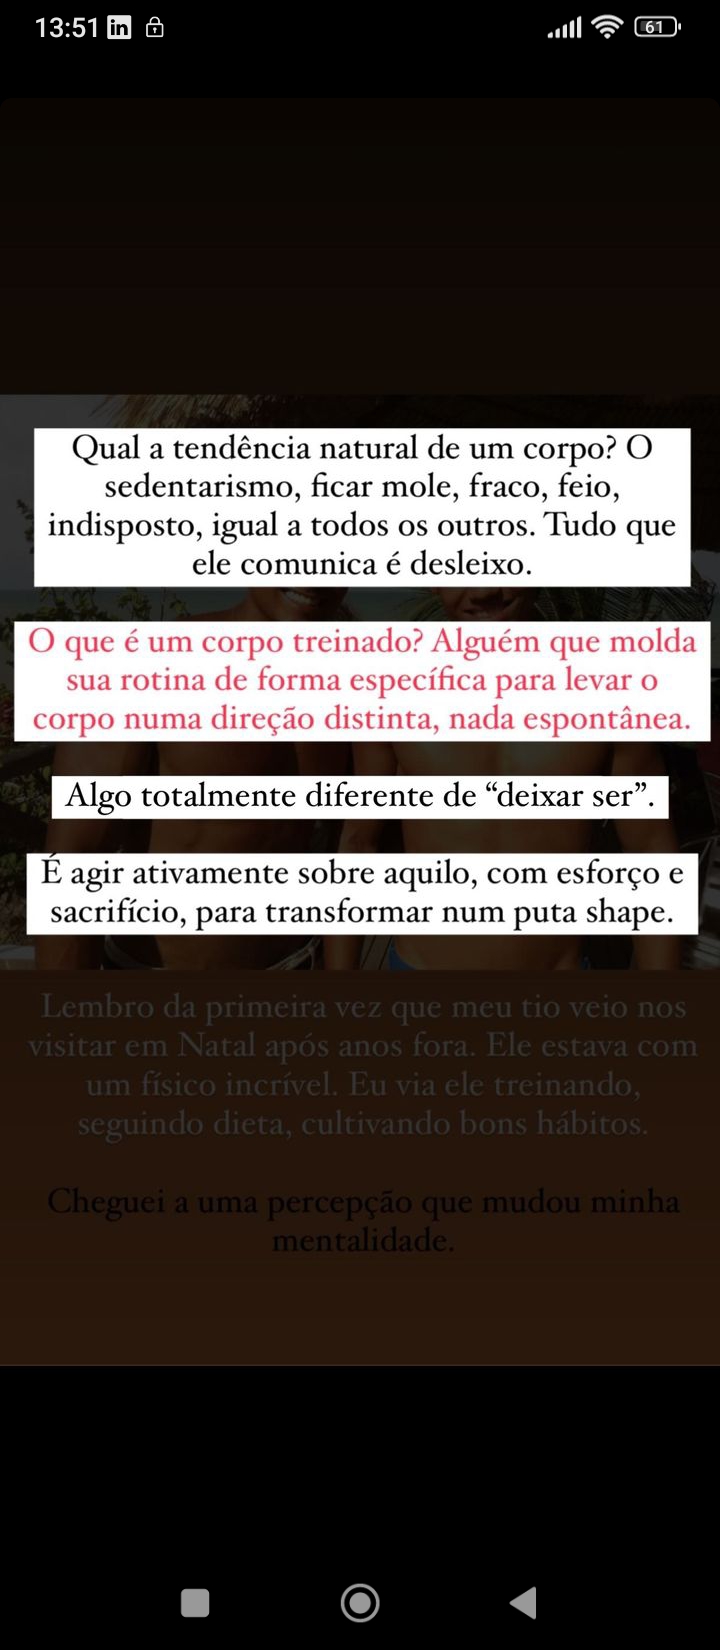 13:51 in
61
Qual a tendência natural de um corpo? O
sedentarismo, ficar mole, fraco, feio,
indisposto, igual a todos os outros. Tudo que
ele comunica é desleixo.
O que é um corpo treinado? Alguém que molda
sua rotina de forma específica para levar o
corpo numa direção distinta, nada espontânea.
Algo totalmente diferente de “deixar ser”.
É agir ativamente sobre aquilo, com esforço e
sacrifício, para transformar num puta shape.
Lembro da primeira vez que meu tio veio nos
visitar em Natal após anos fora. Ele estava com
um físico incrível. Eu via ele treinando,
seguindo dieta, cultivando bons hábitos.
Cheguei a uma percepção que mudou minha
mentalidade.